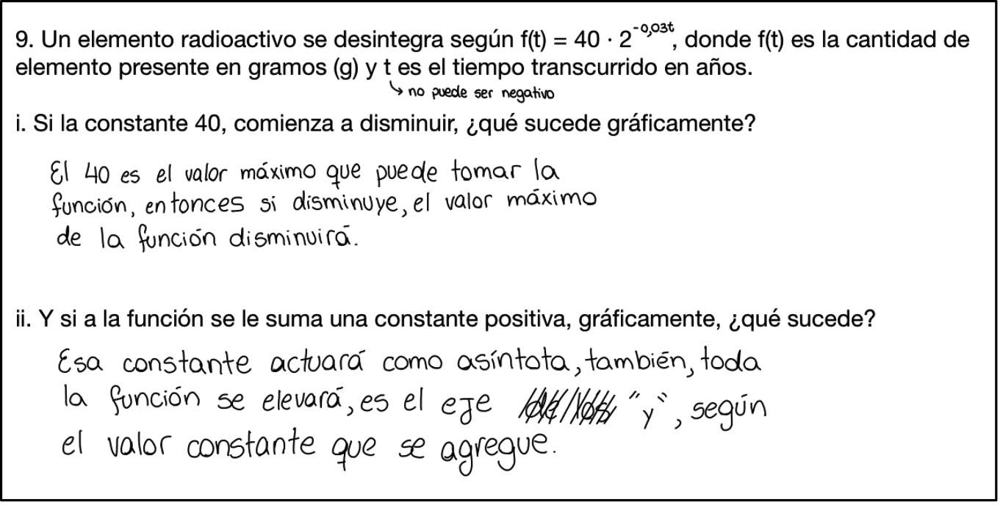 9. Un elemento radioactivo se desintegra según f(t) = 40 · 2^-0,03t, donde f(t) es la cantidad de
elemento presente en gramos (g) y t es el tiempo transcurrido en años.
↳ no puede ser negativo
i. Si la constante 40, comienza a disminuir, ¿qué sucede gráficamente?
El 40 es el valor máximo que puede tomar la
función, entonces si disminuye, el valor máximo
de la función disminuirá.
ii. Y si a la función se le suma una constante positiva, gráficamente, ¿qué sucede?
Esa constante actuará como asíntota, también, toda
la función se elevará, es el eje "y", según
el valor constante que se agregue.